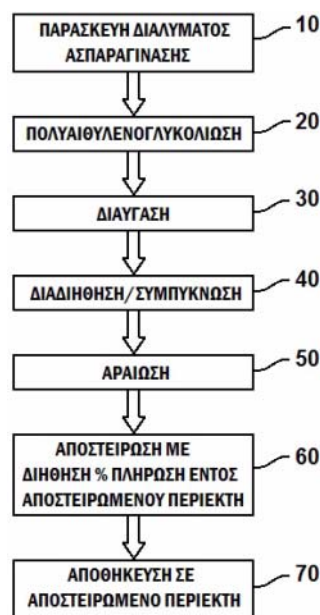 ΠΑΡΑΣΚΕΥΗ ΔΙΑΛΥΜΑΤΟΣ
ΑΣΠΑΡΑΓΙΝΑΣΗΣ
10
ΠΟΛΥΑΙΘΥΛΕΝΟΓΛΥΚΟΛΙΩΣΗ
20
ΔΙΑΥΓΑΣΗ
30
ΔΙΑΔΙΗΘΗΣΗ/ΣΥΜΠΥΚΝΩΣΗ
40
ΑΡΑΙΩΣΗ
50
ΑΠΟΣΤΕΙΡΩΣΗ ΜΕ
ΔΙΗΘΗΣΗ % ΠΛΗΡΩΣΗ ΕΝΤΟΣ
ΑΠΟΣΤΕΙΡΩΜΕΝΟΥ ΠΕΡΙΕΚΤΗ
60
ΑΠΟΘΗΚΕΥΣΗ ΣΕ
ΑΠΟΣΤΕΙΡΩΜΕΝΟ ΠΕΡΙΕΚΤΗ
70